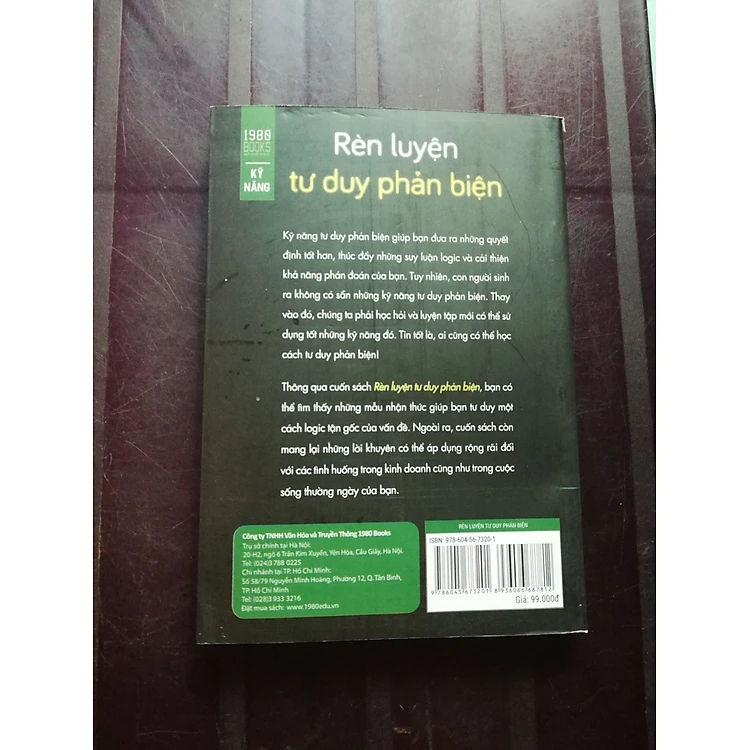 1980
BOOKS
KỸ
NĂNG
Rèn luyện
tư duy phản biện
Kỹ năng tư duy phản biện giúp bạn đưa ra những quyết
định tốt hơn, thúc đẩy những suy luận logic và cải thiện
khả năng phán đoán của bạn. Tuy nhiên, con người sinh
ra không có sẵn những kỹ năng tư duy phản biện. Thay
vào đó, chúng ta phải học hỏi và luyện tập mới có thể sử
dụng tốt những kỹ năng đó. Tin tốt là, ai cũng có thể học
cách tư duy phản biện!
Thông qua cuốn sách Rèn luyện tư duy phản biện, bạn có
thể tìm thấy những mẫu nhận thức giúp bạn tư duy một
cách logic tận gốc của vấn đề. Ngoài ra, cuốn sách còn
mang lại những lời khuyên có thể áp dụng rộng rãi đối
với các tình huống trong kinh doanh cũng như trong cuộc
sống thường ngày của bạn.
Công ty TNHH Văn Hóa và Truyền Thông 1980 Books
Trụ sở chính tại Hà Nội:
20-H2, ngõ 6 Trần Kim Xuyến, Yên Hòa, Cầu Giấy, Hà Nội.
Tel: (024)3 788 0225
Chi nhánh tại TP. Hồ Chí Minh:
Số 58/79 Nguyễn Minh Hoàng, Phường 12, Q.Tân Bình,
TP. Hồ Chí Minh
Tel: (028)3 933 3216
Đặt mua sách: www.1980edu.vn
RÈN LUYỆN TƯ DUY PHẢN BIỆN
ISBN: 978-604-56-7320-1
9 786045 673201 8 936066 687812
Giá: 99.000đ